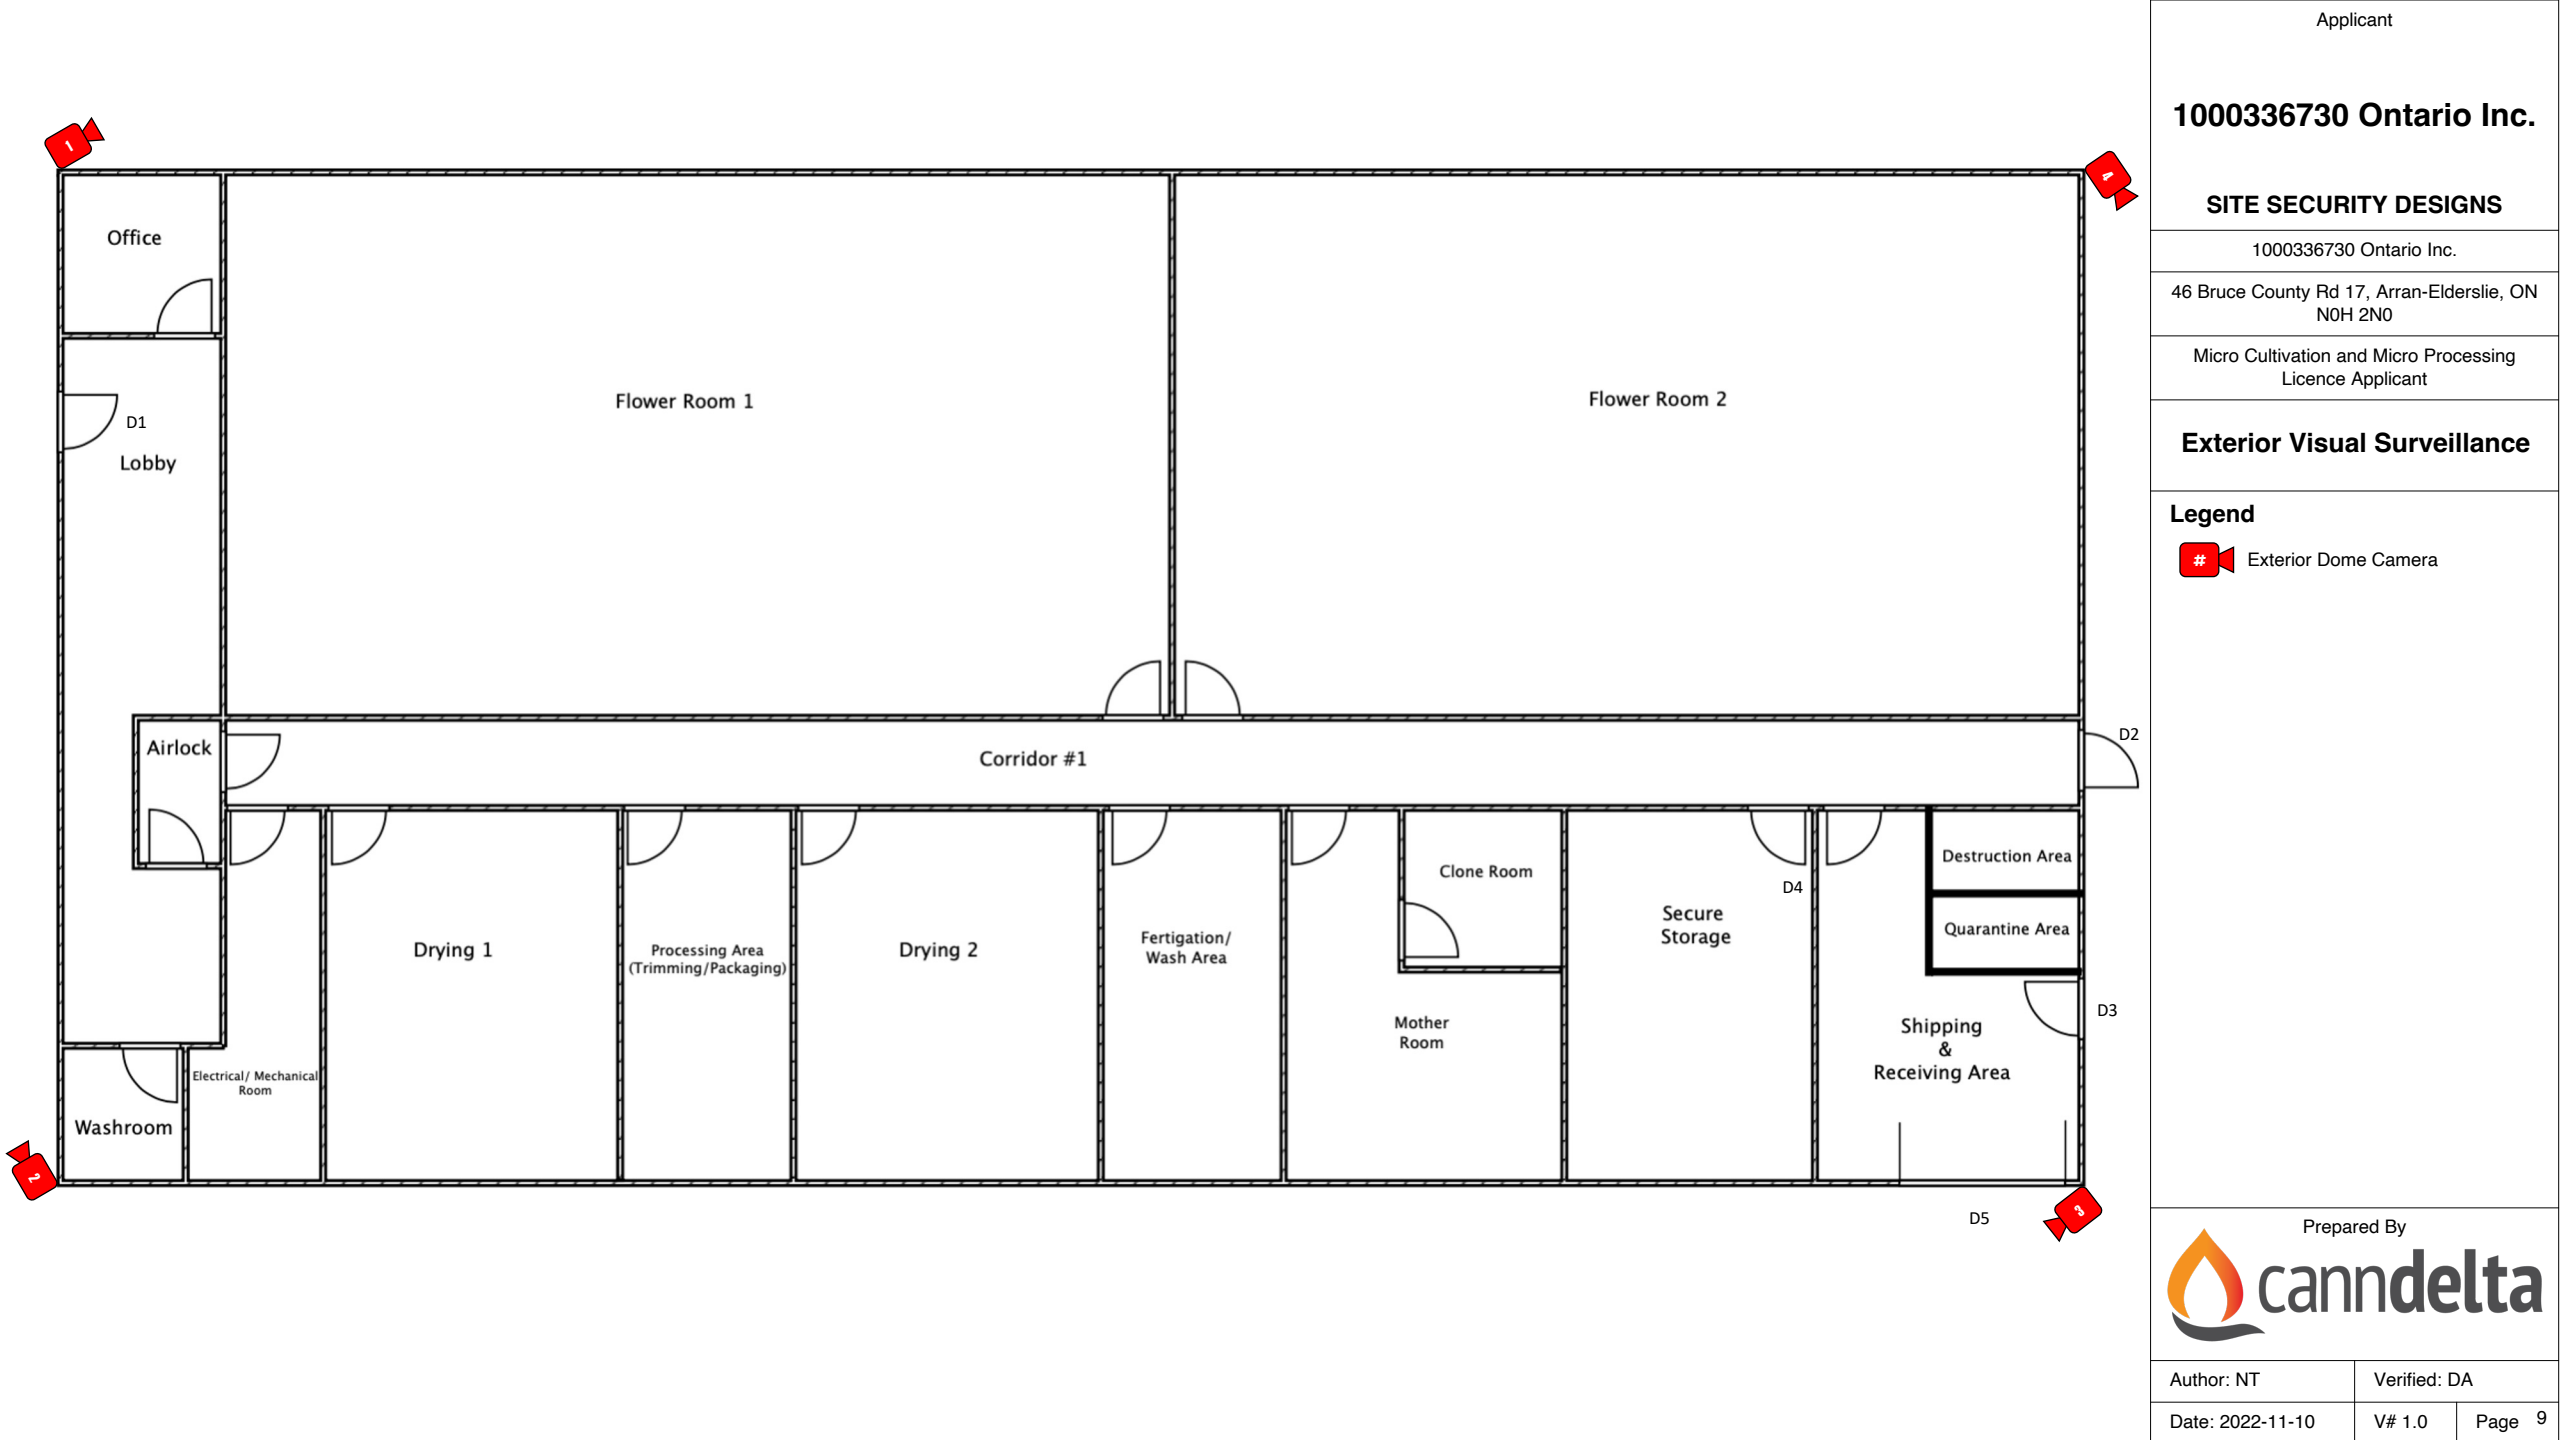 1
4
Office
D1
Lobby
Flower Room 1
Flower Room 2
Airlock
Corridor #1
D2
Drying 1
Processing Area
(Trimming/Packaging)
Drying 2
Fertigation/
Wash Area
Clone Room
Mother
Room
Secure
Storage
D4
Destruction Area
Quarantine Area
D3
Shipping
&
Receiving Area
Electrical/ Mechanical
Room
Washroom
2
3
D5
Applicant
1000336730 Ontario Inc.
SITE SECURITY DESIGNS
1000336730 Ontario Inc.
46 Bruce County Rd 17, Arran-Elderslie, ON
N0H 2N0
Micro Cultivation and Micro Processing
Licence Applicant
Exterior Visual Surveillance
Legend
# Exterior Dome Camera
Prepared By
canndelta
Author: NT
Verified: DA
Date: 2022-11-10
V# 1.0
Page 9